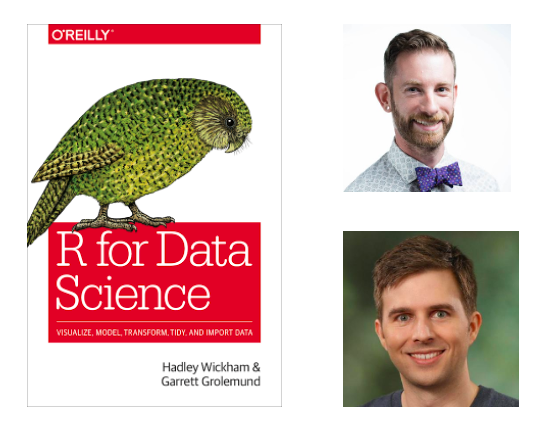 O'REILLY®
R for Data
Science
VISUALIZE, MODEL, TRANSFORM, TIDY, AND IMPORT DATA
Hadley Wickham &
Garrett Grolemund